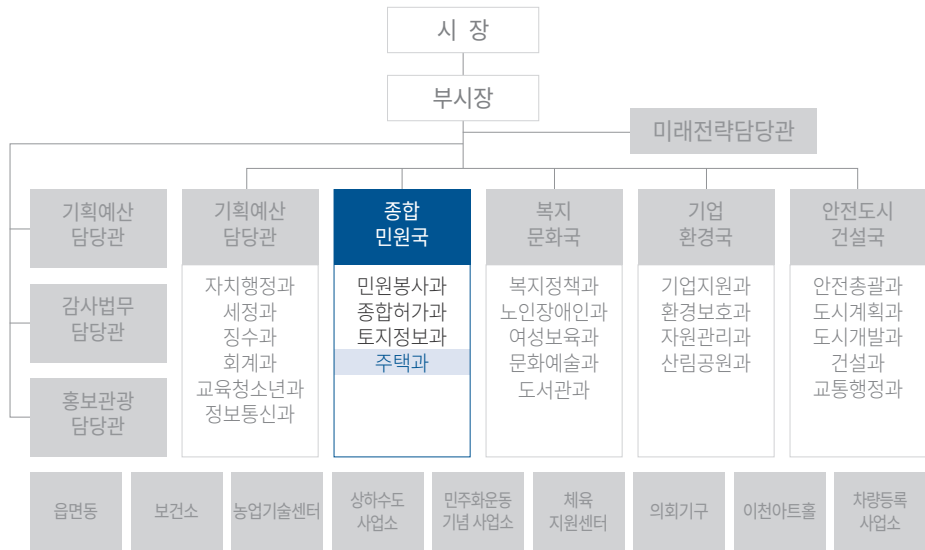 시 장
부시장
미래전략담당관
기획예산
담당관
감사법무
담당관
홍보관광
담당관
기획예산
담당관
자치행정과
세정과
징수과
회계과
교육청소년과
정보통신과
종합
민원국
민원봉사과
종합허가과
토지정보과
주택과
복지
문화국
복지정책과
노인장애인과
여성보육과
문화예술과
도서관과
기업
환경국
기업지원과
환경보호과
자원관리과
산림공원과
안전도시
건설국
안전총괄과
도시계획과
도시개발과
건설과
교통행정과
읍면동
보건소
농업기술센터
상하수도
사업소
민주화운동
기념 사업소
체육
지원센터
의회기구
이천아트홀
차량등록
사업소